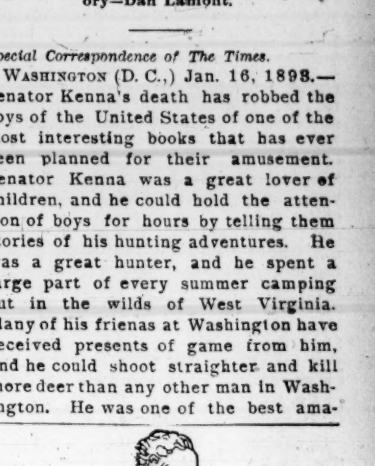 ory—Dan Lamont.
pecial Correspondence of The Times.
WASHINGTON (D. C.,) Jan. 16, 1893.—
enator Kenna's death has robbed the
oys of the United States of one of the
ost interesting books that has ever
een planned for their amusement.
enator Kenna was a great lover of
hildren, and he could hold the atten-
on of boys for hours by telling them
tories of his hunting adventures. He
as a great hunter, and he spent a
arge part of every summer camping
ut in the wilds of West Virginia.
any of his frienas at Washington have
eceived presents of game from him,
nd he could shoot straighter and kill
ore deer than any other man in Wash-
ngton. He was one of the best ama-